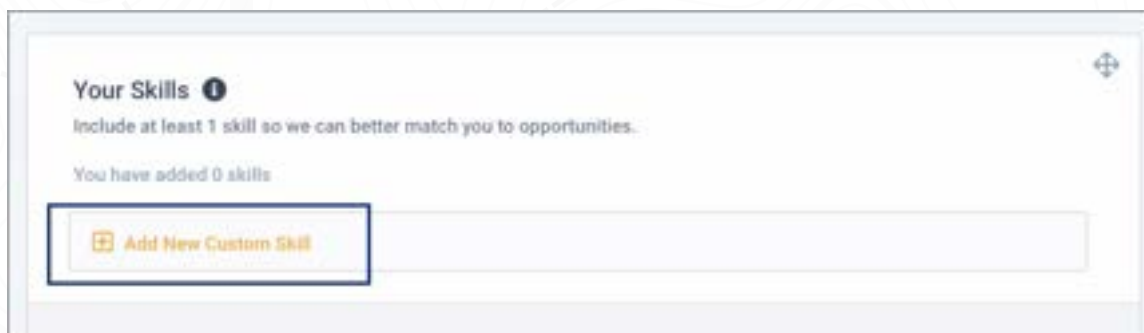 Your Skills
Include at least 1 skill so we can better match you to opportunities.
You have added 0 skills
Add New Custom Skill